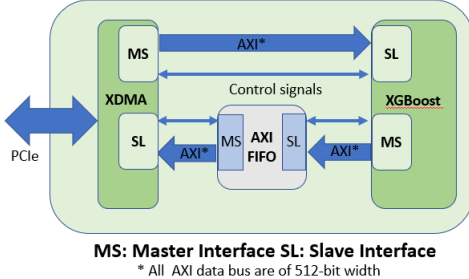 MS
AXI*
SL
Control signals
XDMA
XGBoost
PCIe
SL
AXI*
MS
AXI
FIFO
SL
AXI*
MS
MS: Master Interface SL: Slave Interface
* All AXI data bus are of 512-bit width